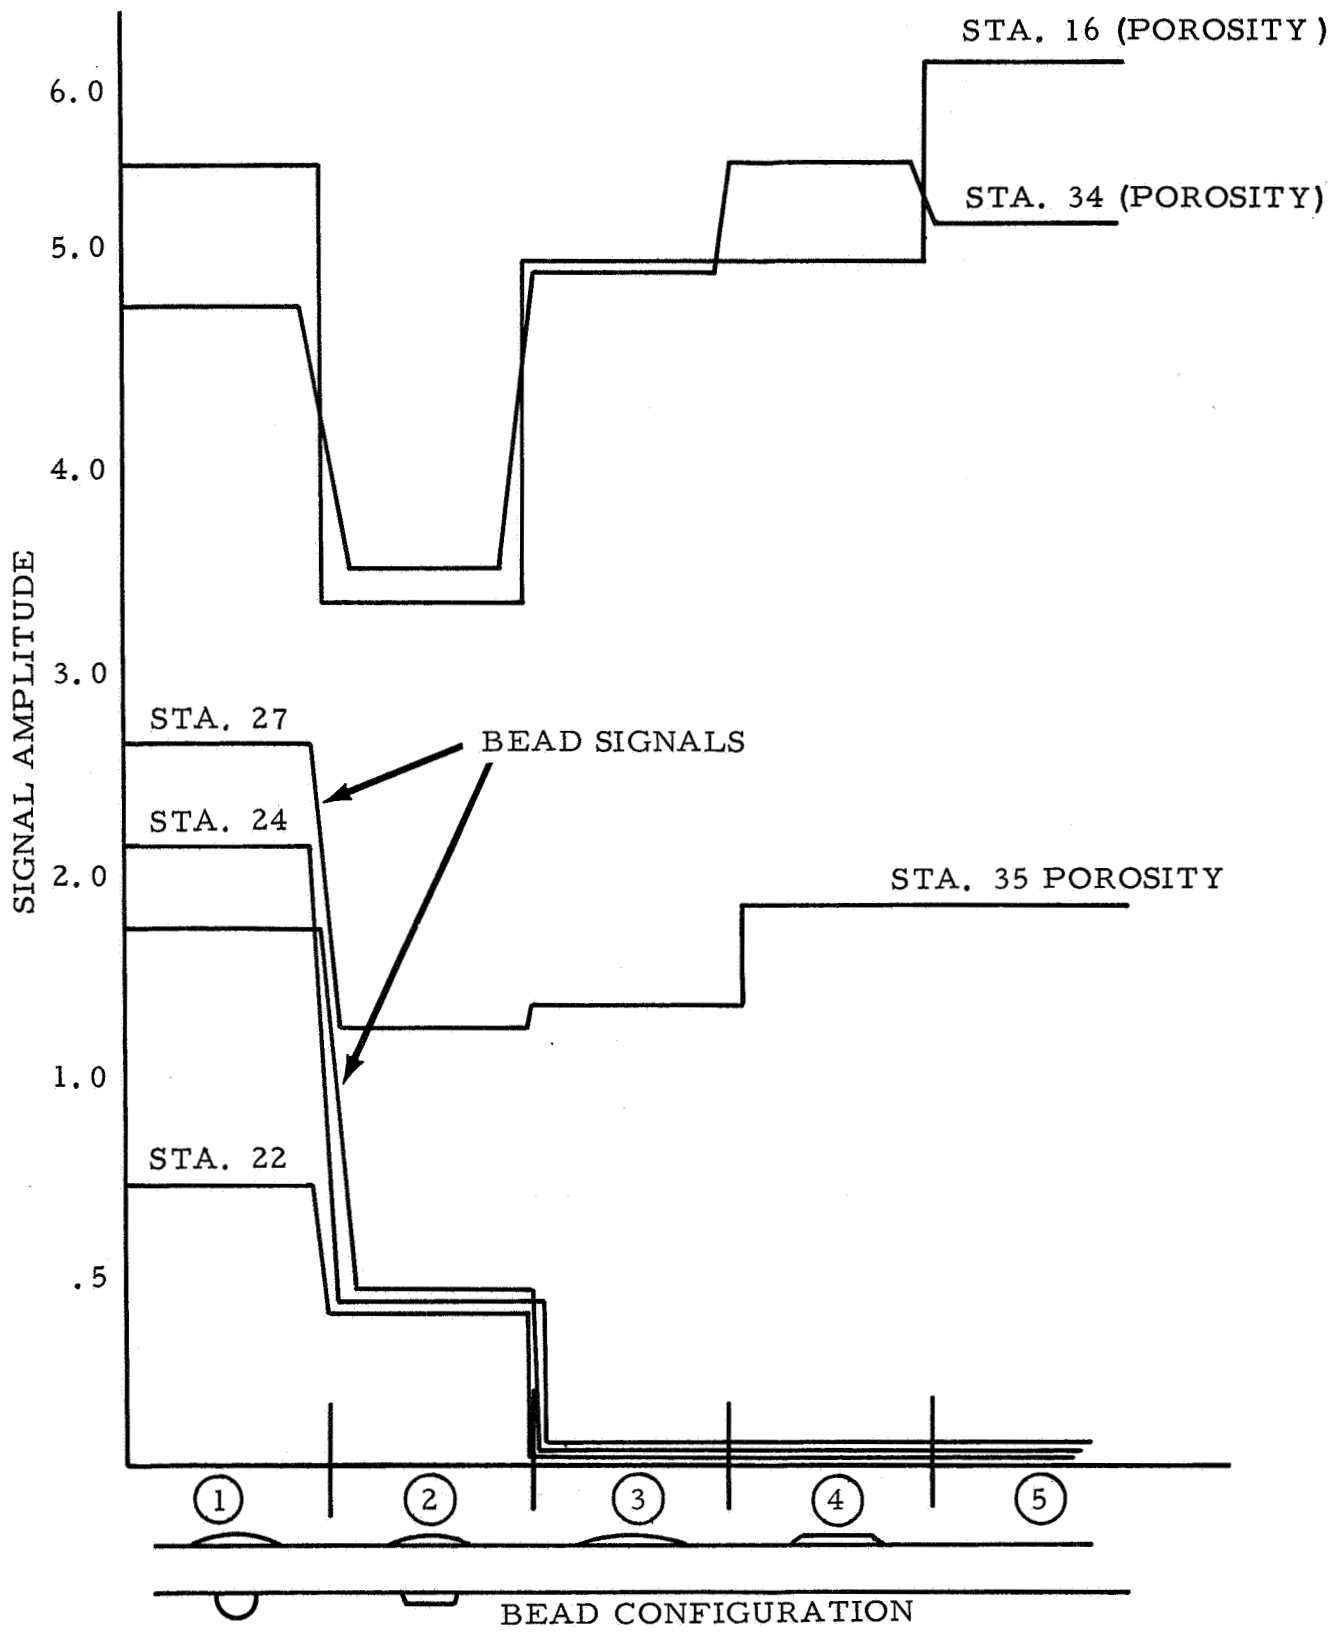 STA. 16 (POROSITY)
6.0
STA. 34 (POROSITY)
5.0
4.0
SIGNAL AMPLITUDE
3.0
STA. 27
BEAD SIGNALS
STA. 24
2.0
STA. 35 POROSITY
1.0
STA. 22
.5
1 2 3 4 5
BEAD CONFIGURATION